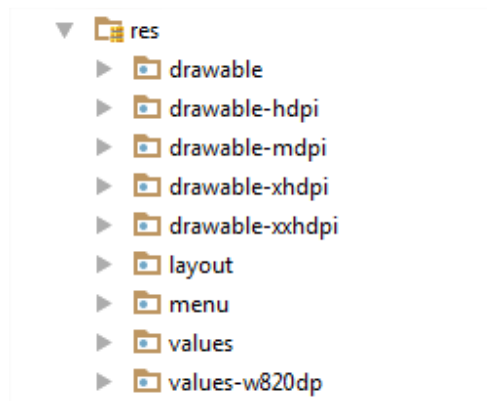 res
drawable
drawable-hdpi
drawable-mdpi
drawable-xhdpi
drawable-xxhdpi
layout
menu
values
values-w820dp